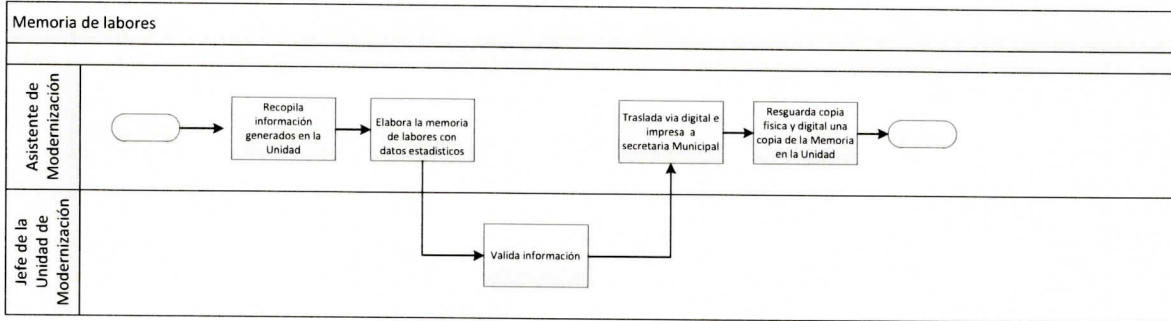 Memoria de labores
Asistente de
Modernización
Recopila
información
generados en la
Unidad
Elabora la memoria
de labores con
datos estadisticos
Traslada via digital e
impresa a
secretaria Municipal
Resguarda copia
fisica y digital una
copia de la Memoria
en la Unidad
Jefe de la
Unidad de
Modernización
Valida información